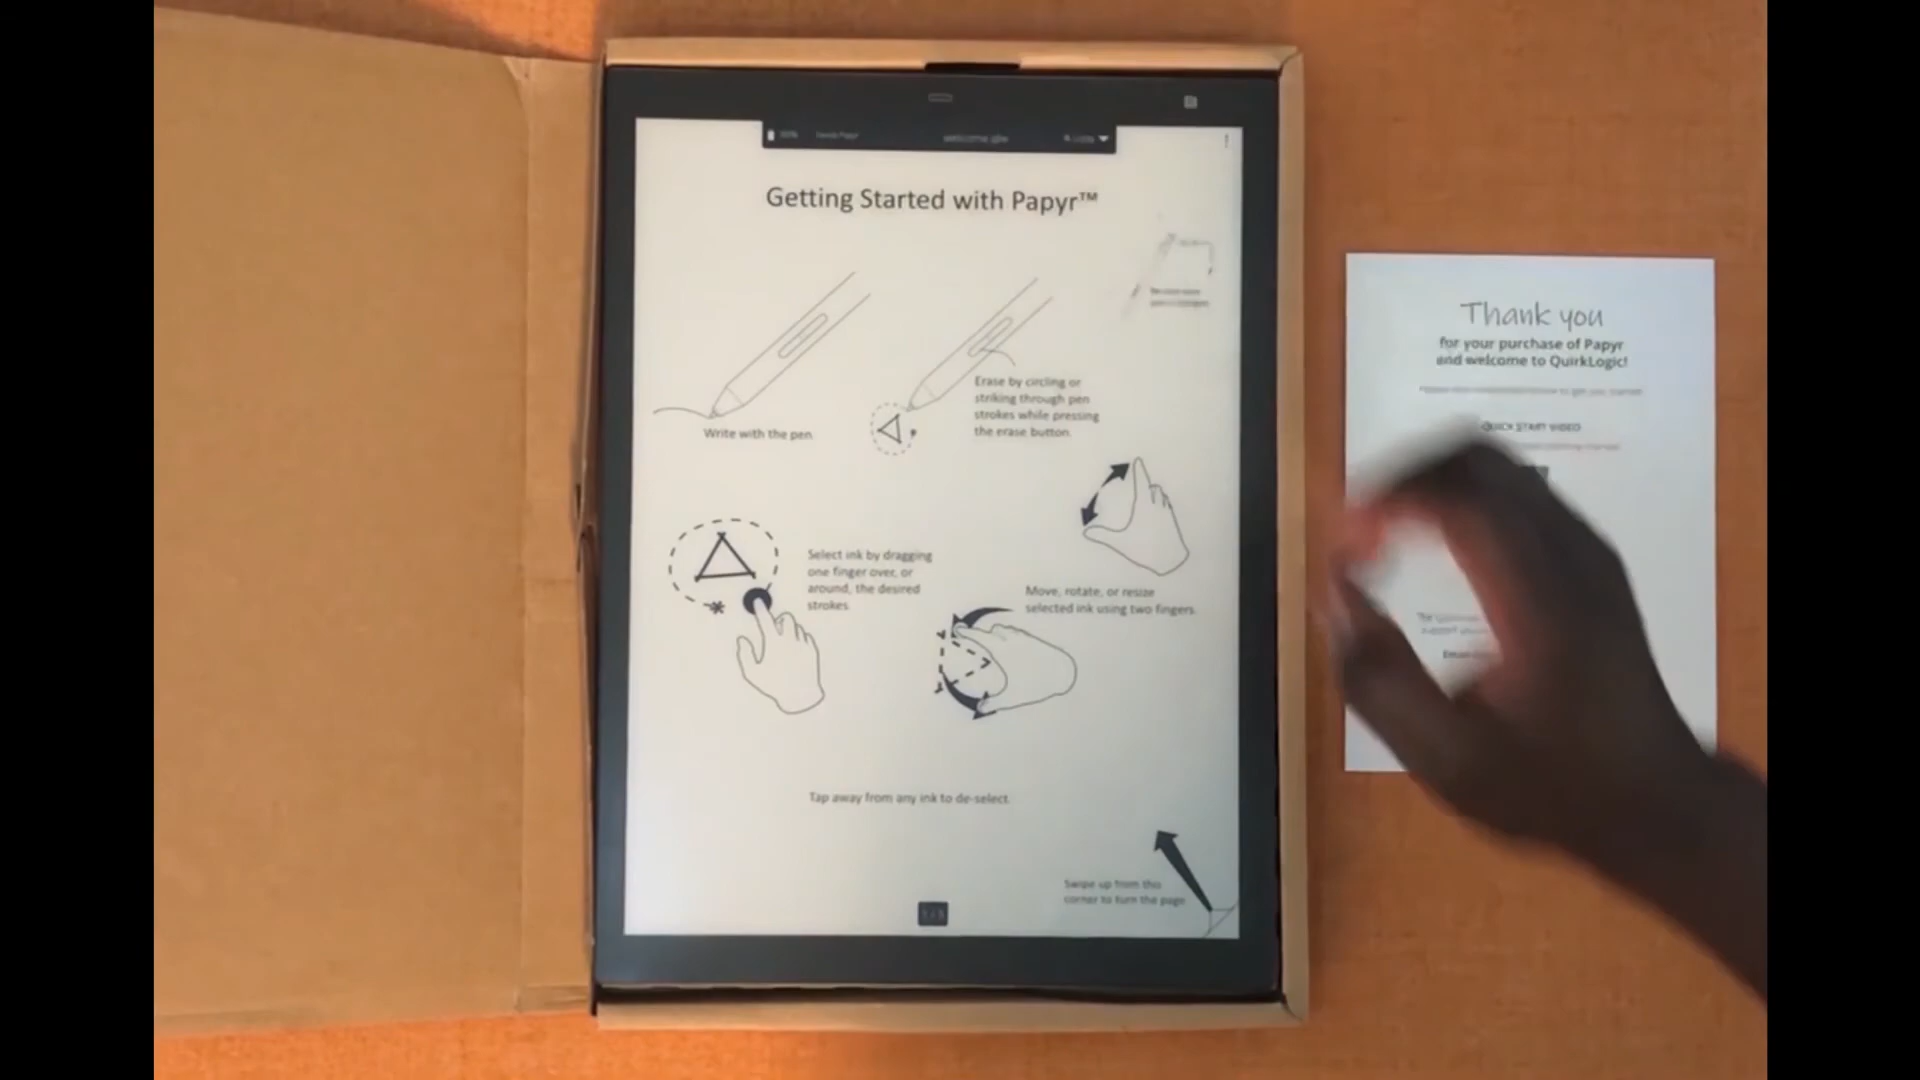 welcome.qlw
Getting Started with Papyr™
Write with the pen.
Erase by circling or
striking through pen
strokes while pressing
the erase button.
Select ink by dragging
one finger over, or
around, the desired
strokes.
Move, rotate, or resize
selected ink using two fingers.
Tap away from any ink to de-select.
Swipe up from this
corner to turn the page
Thank you
for your purchase of Papyr
and welcome to QuirkLogic!
QUICK START VIDEO